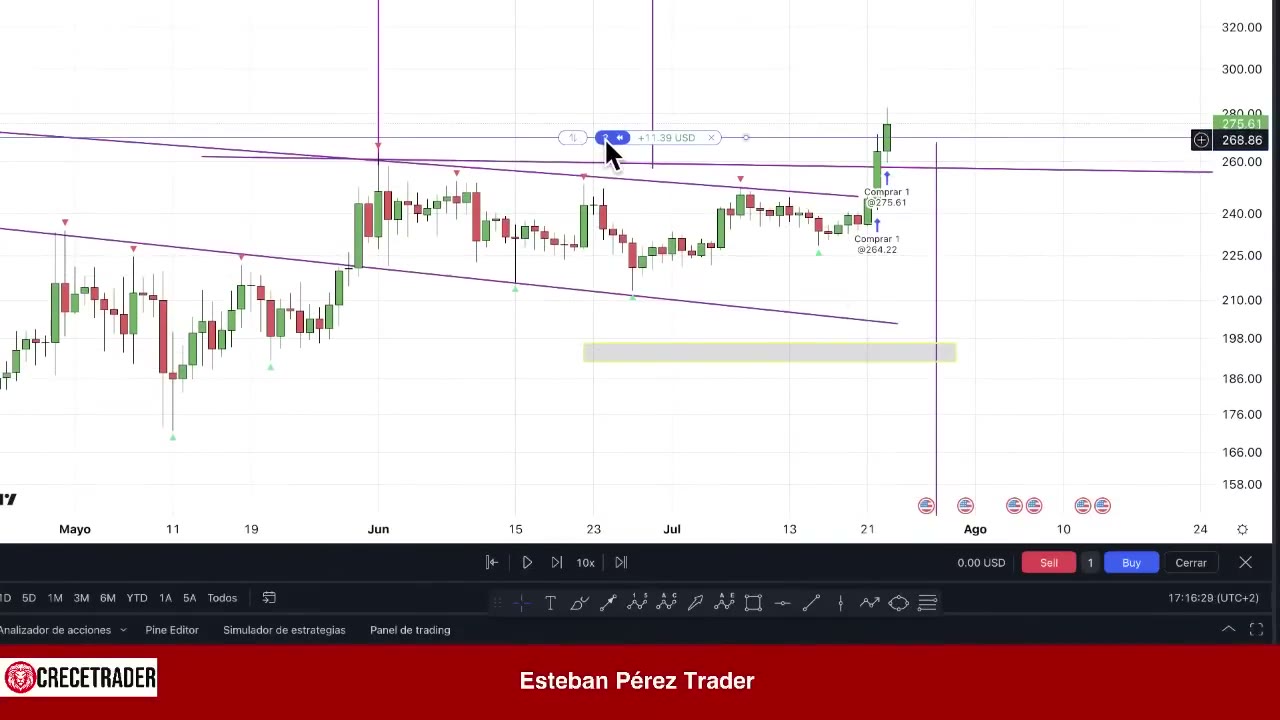 320.00
300.00
280.00
275.61
268.86
+11.39 USD
260.00
Comprar 1
@275.61
240.00
Comprar 1
@264.22
225.00
210.00
198.00
186.00
176.00
166.00
158.00
Mayo 11 19 Jun 15 23 Jul 13 21 Ago 10 24
10x 0.00 USD Sell 1 Buy Cerrar
1D 5D 1M 3M 6M YTD 1A 5A Todos 17:16:29 (UTC+2)
Analizador de acciones Pine Editor Simulador de estrategias Panel de trading
CRECETRADER
Esteban Pérez Trader